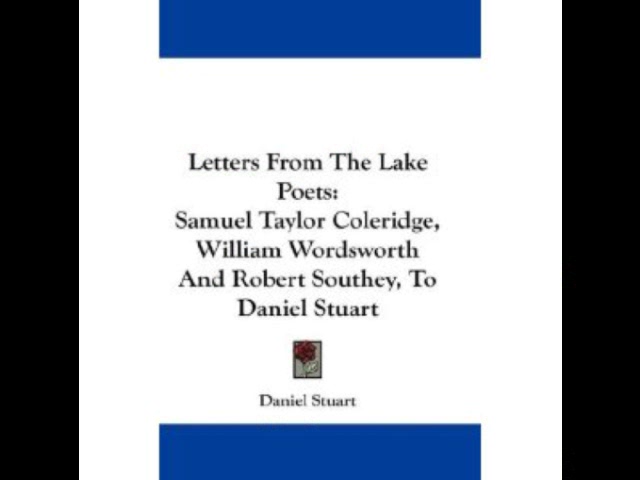 Letters From The Lake
Poets:
Samuel Taylor Coleridge,
William Wordsworth
And Robert Southey, To
Daniel Stuart
Daniel Stuart